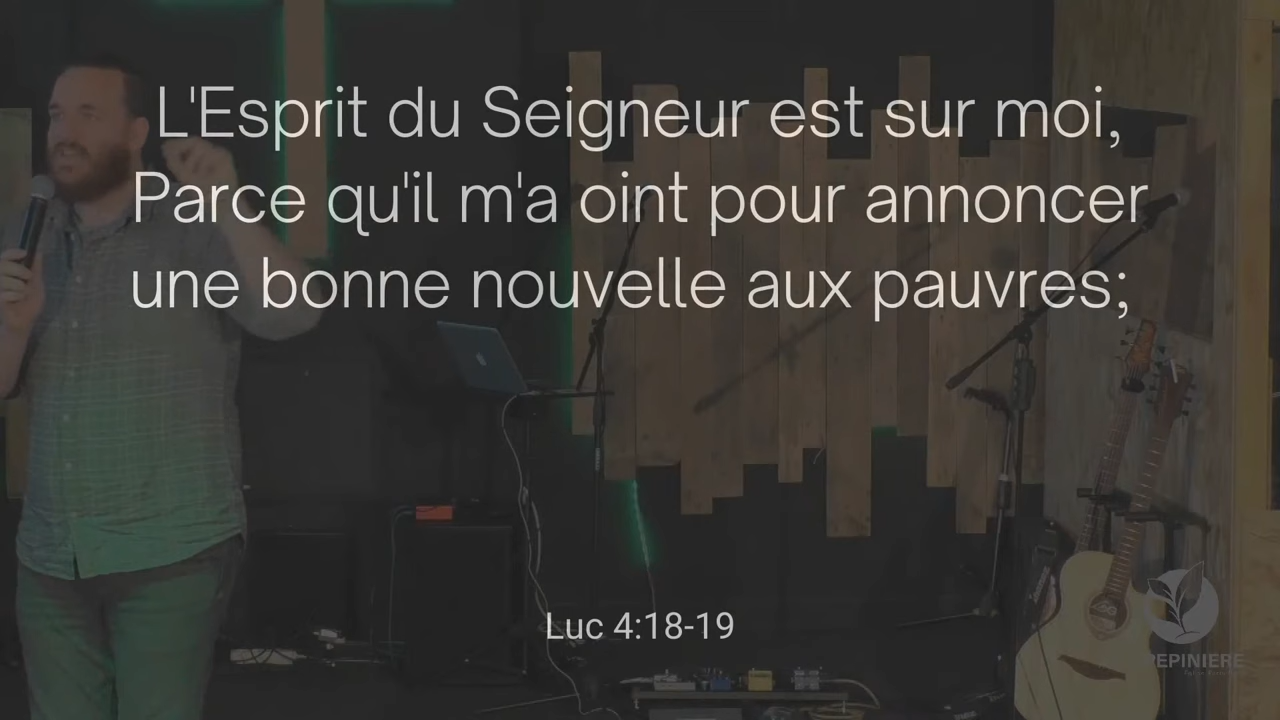 L'Esprit du Seigneur est sur moi,
Parce qu'il m'a oint pour annoncer
une bonne nouvelle aux pauvres;
Luc 4:18-19
PEPINIERE